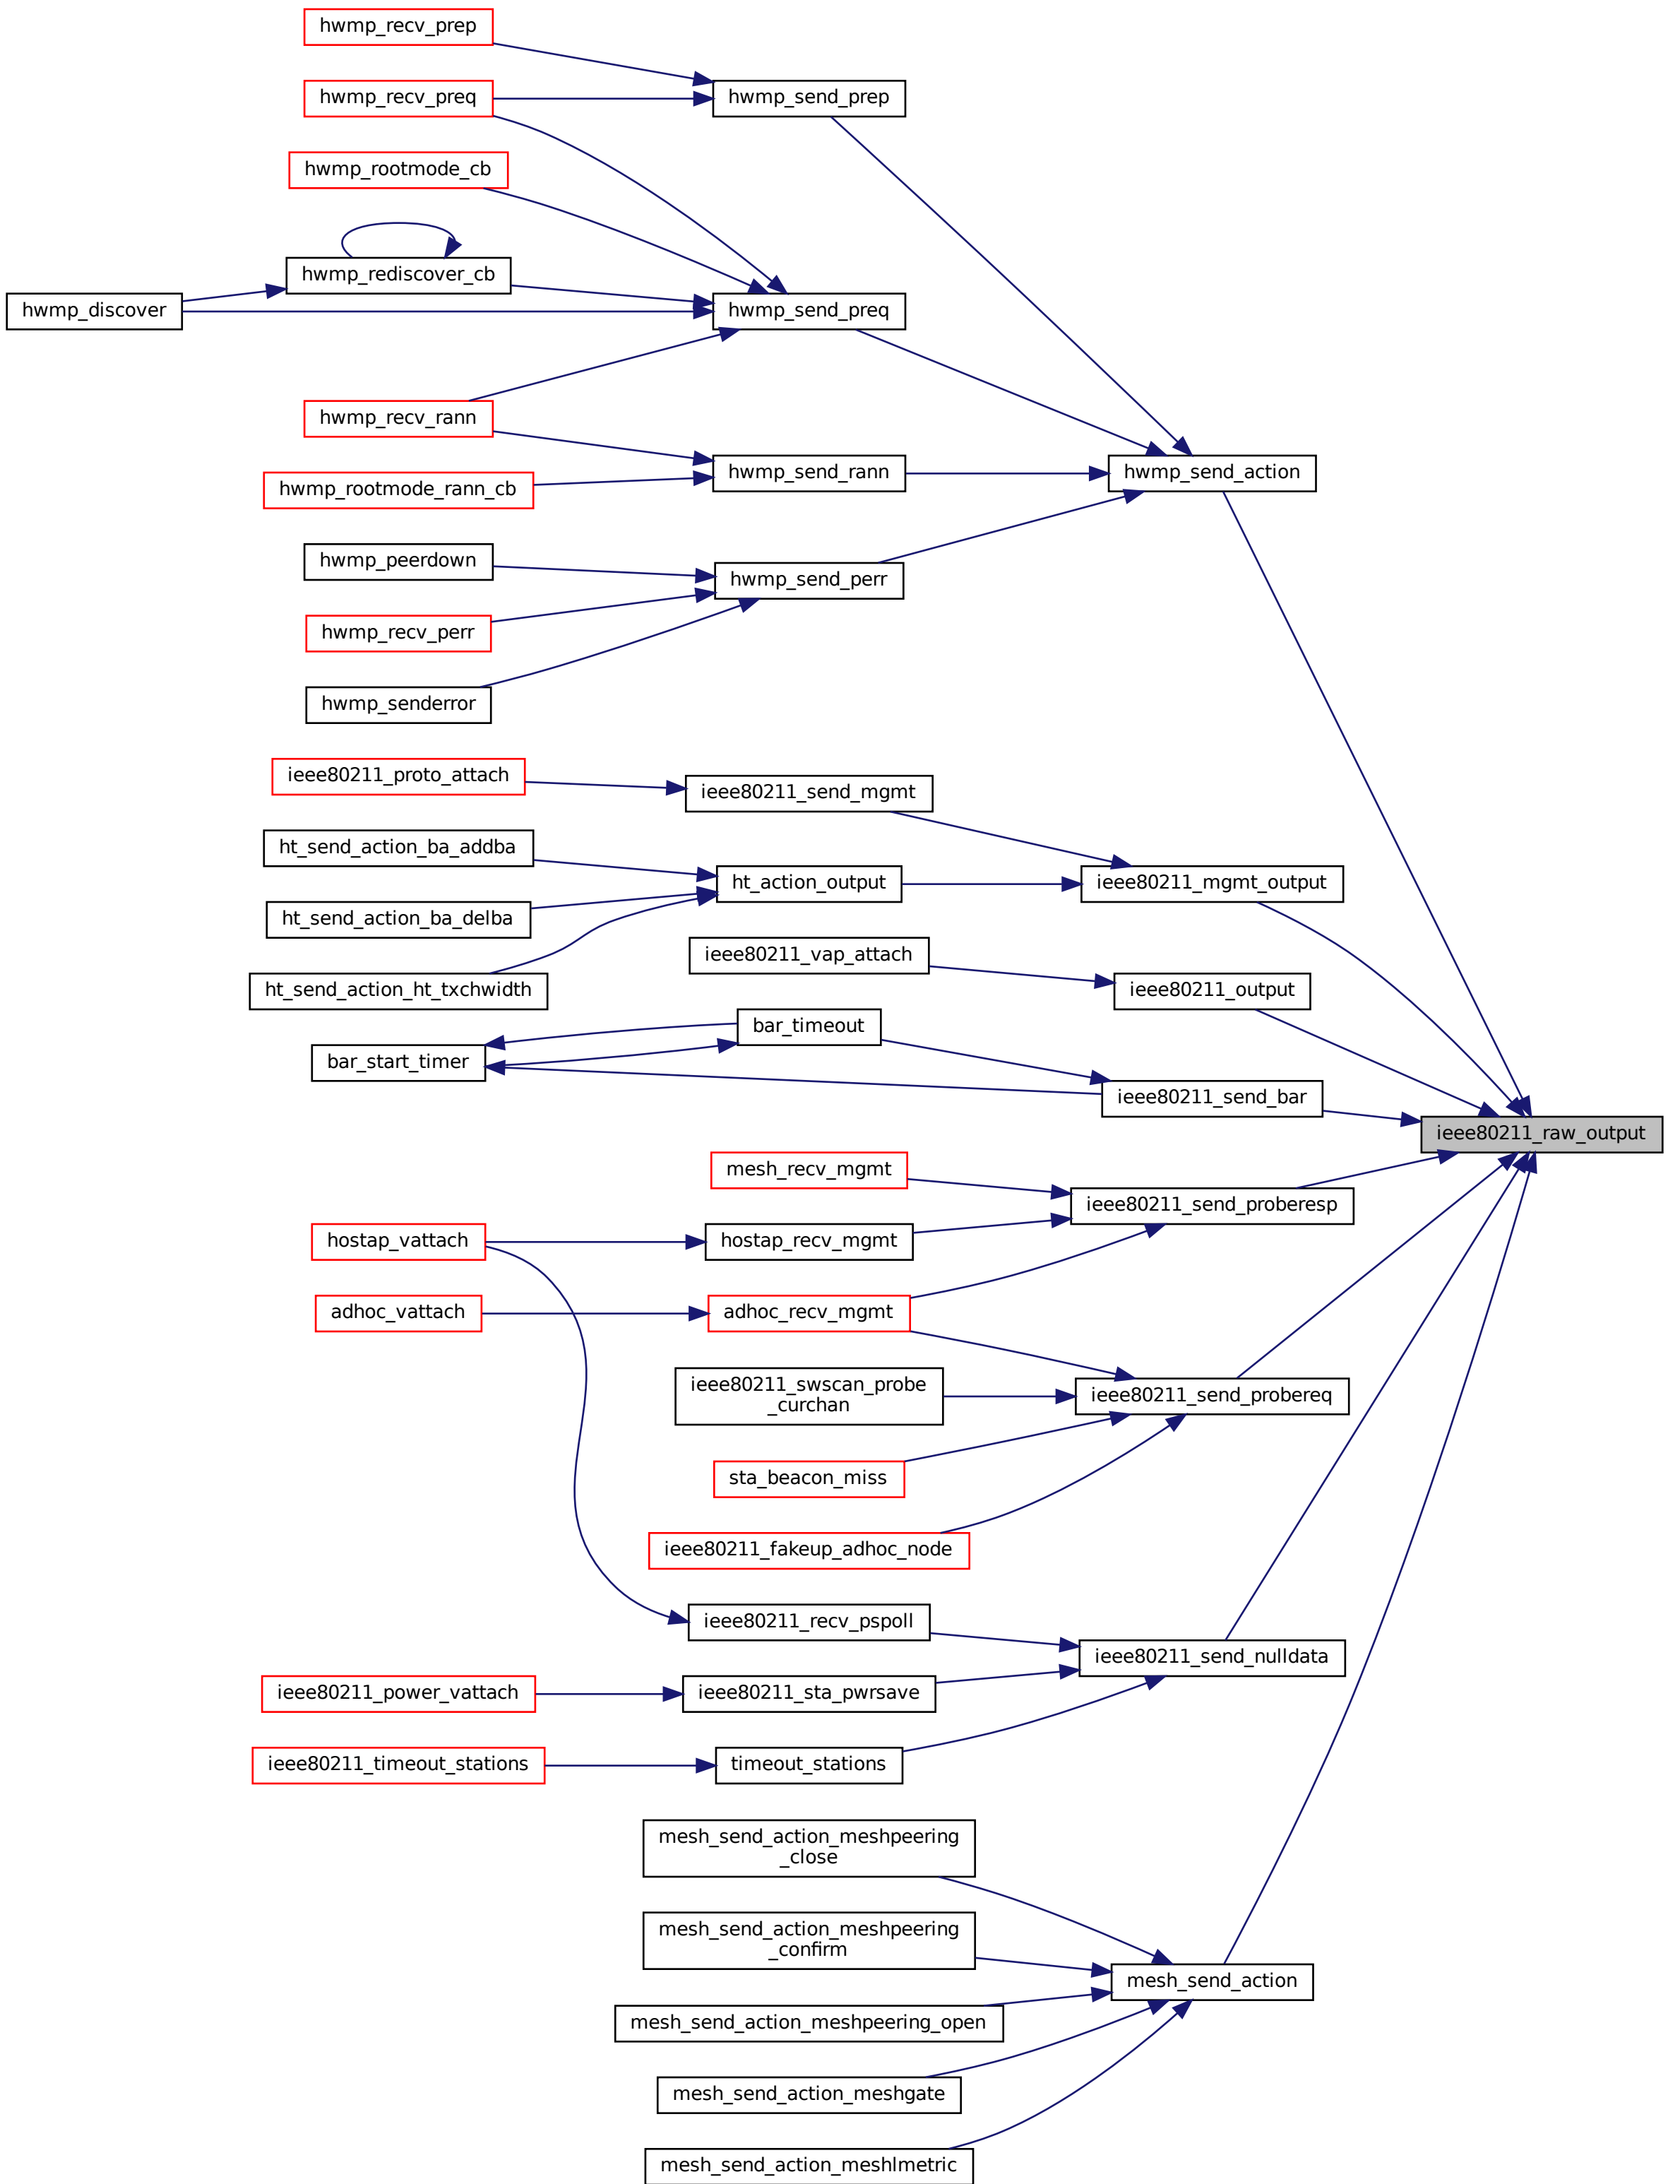 hwmp_recv_prep
hwmp_recv_preq
hwmp_send_prep
hwmp_rootmode_cb
hwmp_rediscover_cb
hwmp_discover
hwmp_send_preq
hwmp_recv_rann
hwmp_send_rann
hwmp_send_action
hwmp_rootmode_rann_cb
hwmp_peerdown
hwmp_send_perr
hwmp_recv_perr
hwmp_senderror
ieee80211_proto_attach
ieee80211_send_mgmt
ht_send_action_ba_addba
ht_action_output
ieee80211_mgmt_output
ht_send_action_ba_delba
ieee80211_vap_attach
ht_send_action_ht_txchwidth
ieee80211_output
bar_timeout
bar_start_timer
ieee80211_send_bar
ieee80211_raw_output
mesh_recv_mgmt
ieee80211_send_proberesp
hostap_vattach
hostap_recv_mgmt
adhoc_vattach
adhoc_recv_mgmt
ieee80211_swscan_probe
_curchan
ieee80211_send_probereq
sta_beacon_miss
ieee80211_fakeup_adhoc_node
ieee80211_recv_pspoll
ieee80211_send_nulldata
ieee80211_power_vattach
ieee80211_sta_pwrsave
ieee80211_timeout_stations
timeout_stations
mesh_send_action_meshpeering
_close
mesh_send_action_meshpeering
_confirm
mesh_send_action
mesh_send_action_meshpeering_open
mesh_send_action_meshgate
mesh_send_action_meshlmetric